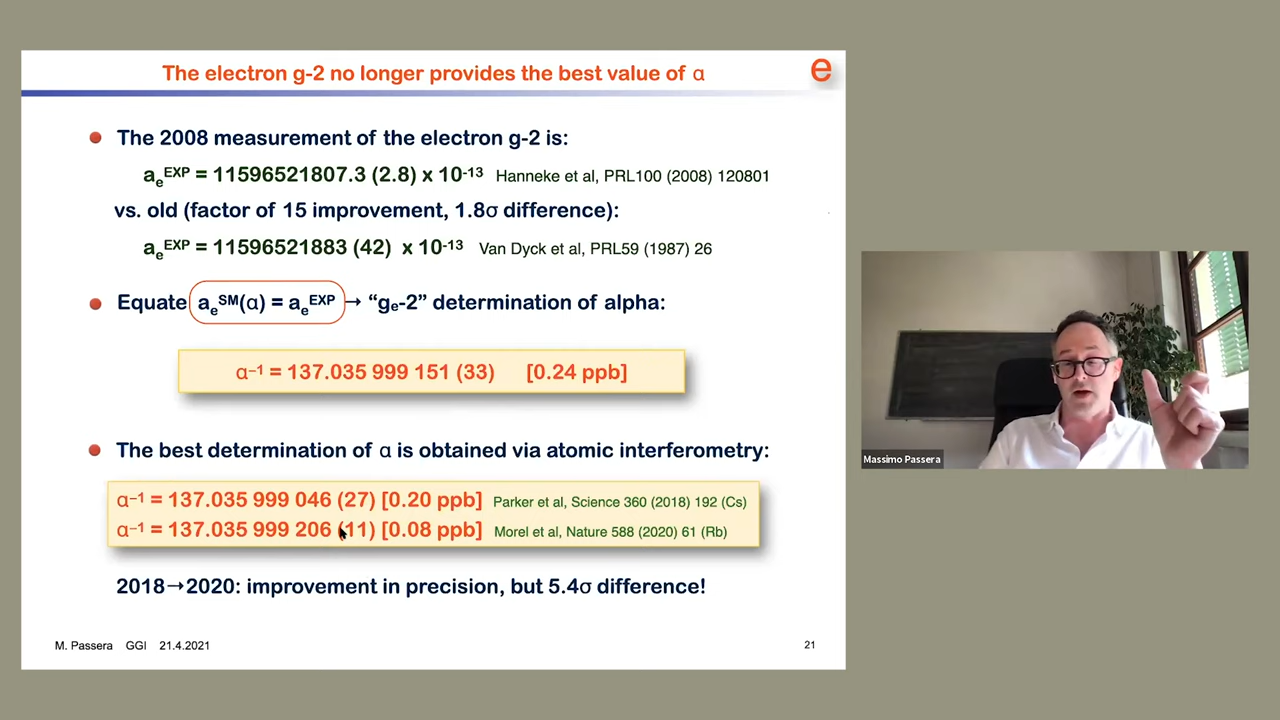 The electron g-2 no longer provides the best value of α
e
The 2008 measurement of the electron g-2 is:
aₑᴱˣᴾ = 11596521807.3 (2.8) x 10⁻¹³ Hanneke et al, PRL100 (2008) 120801
vs. old (factor of 15 improvement, 1.8σ difference):
aₑᴱˣᴾ = 11596521883 (42) x 10⁻¹³ Van Dyck et al, PRL59 (1987) 26
Equate aₑˢᴹ(α) = aₑᴱˣᴾ → “gₑ-2” determination of alpha:
α⁻¹ = 137.035 999 151 (33) [0.24 ppb]
The best determination of α is obtained via atomic interferometry:
α⁻¹ = 137.035 999 046 (27) [0.20 ppb] Parker et al, Science 360 (2018) 192 (Cs)
α⁻¹ = 137.035 999 206 (11) [0.08 ppb] Morel et al, Nature 588 (2020) 61 (Rb)
2018→2020: improvement in precision, but 5.4σ difference!
M. Passera GGI 21.4.2021
21
Massimo Passera